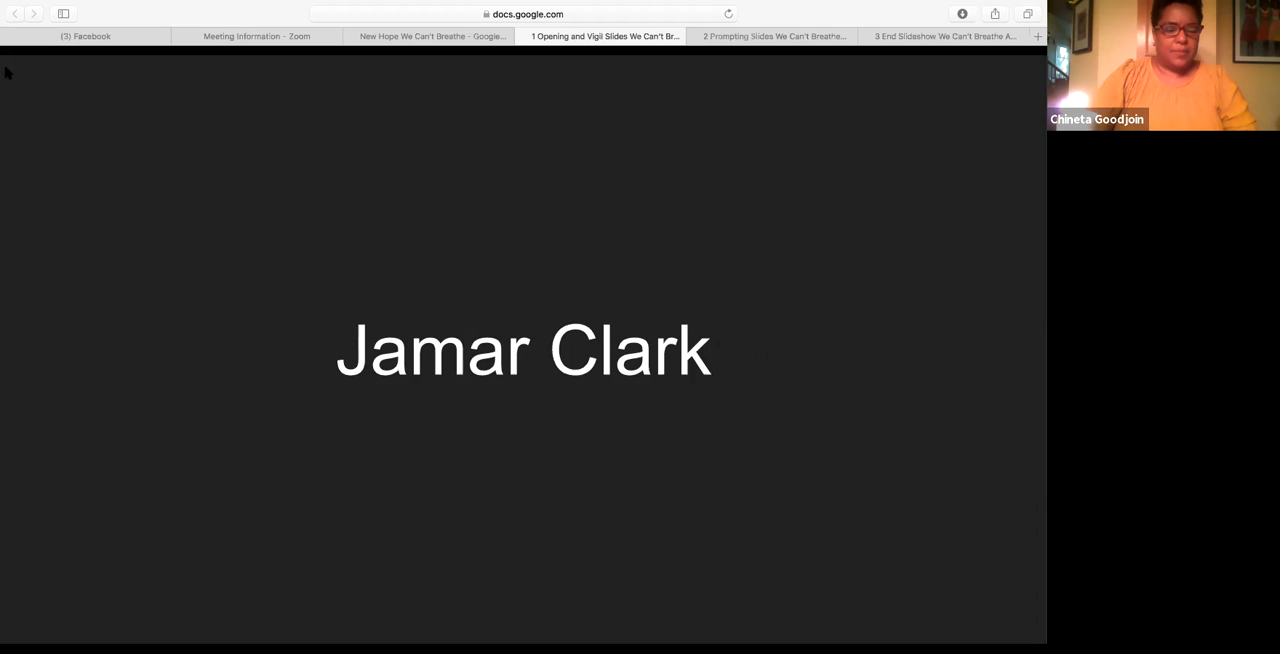 docs.google.com
(3) Facebook
Meeting Information - Zoom
New Hope We Can't Breathe - Google...
1 Opening and Vigil Slides We Can't Br...
2 Prompting Slides We Can't Breathe...
3 End Slideshow We Can't Breathe A...
Chineta Goodjoin
Jamar Clark